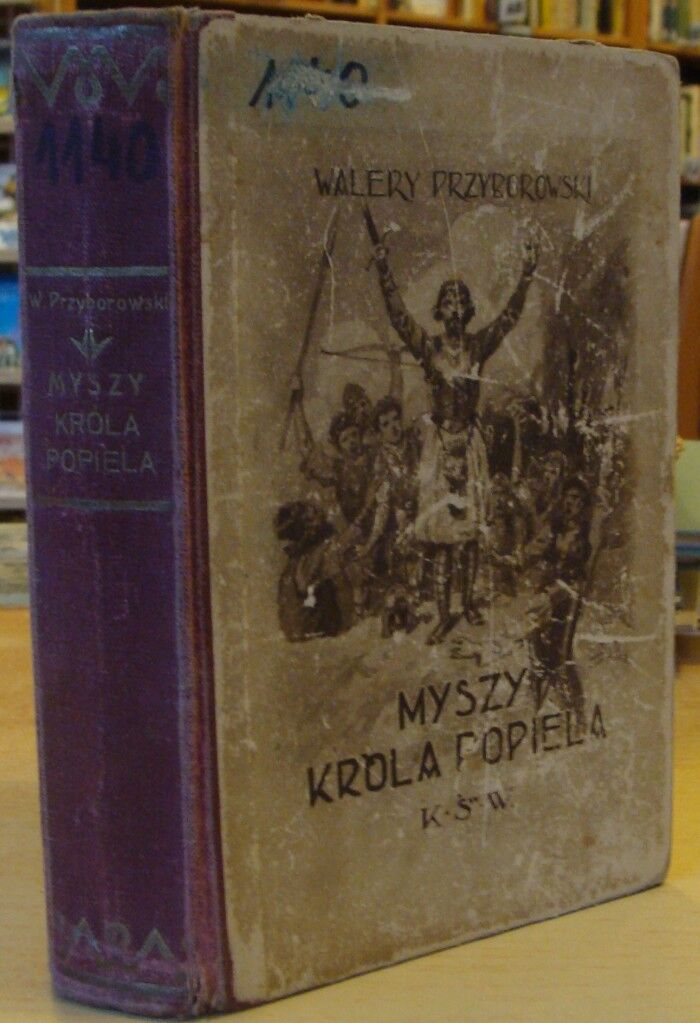 1140
W. Przyborowski
MYSZY
KRÓLA
POPIELA
WALERY PRZYBOROWSKI
MYSZY
KRÓLA POPIELA
K·Ś·W.